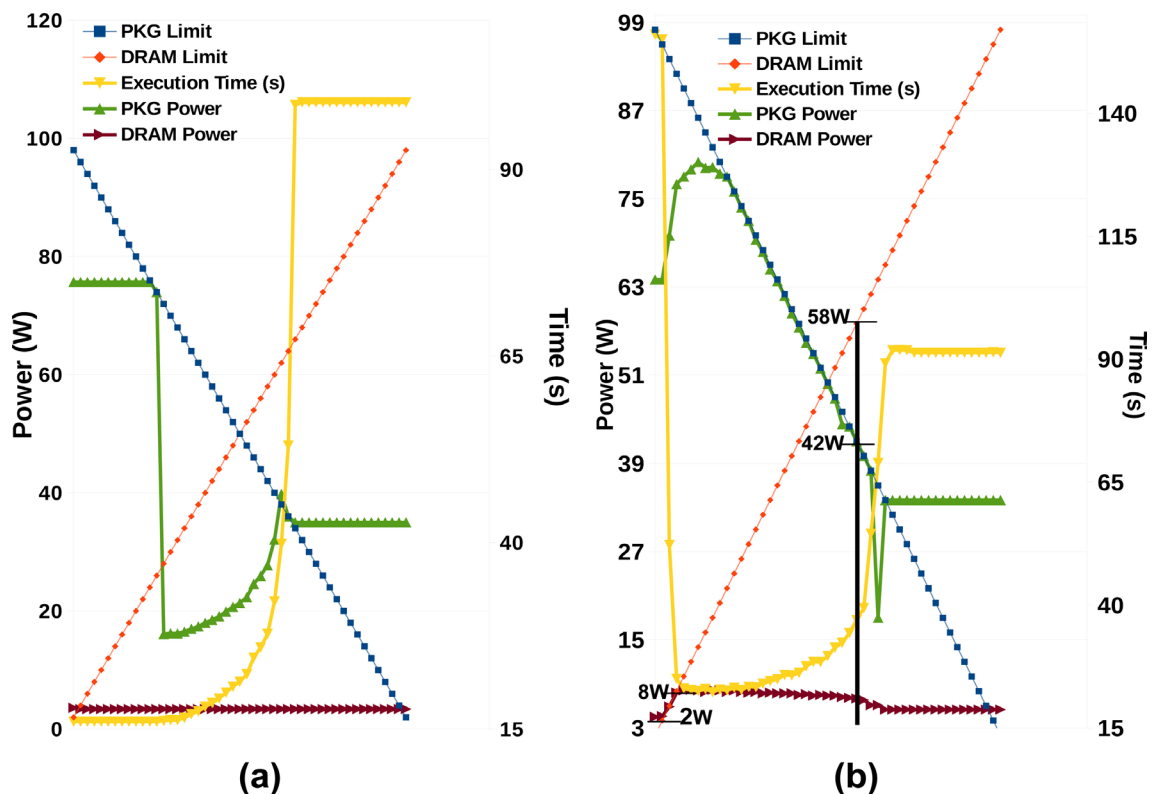 120
100
80
60
40
20
0
Power (W)
PKG Limit
DRAM Limit
Execution Time (s)
PKG Power
DRAM Power
90
65
40
15
Time (s)
(a)
99
87
75
63
51
39
27
15
3
Power (W)
PKG Limit
DRAM Limit
Execution Time (s)
PKG Power
DRAM Power
58W
42W
8W
2W
140
115
90
65
40
15
Time (s)
(b)